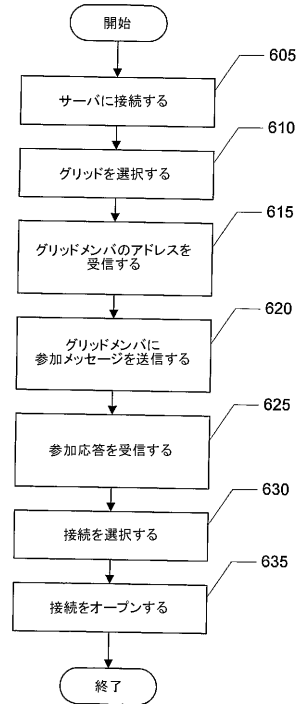 開始
サーバに接続する
605
グリッドを選択する
610
グリッドメンバのアドレスを
受信する
615
グリッドメンバに
参加メッセージを送信する
620
参加応答を受信する
625
接続を選択する
630
接続をオープンする
635
終了